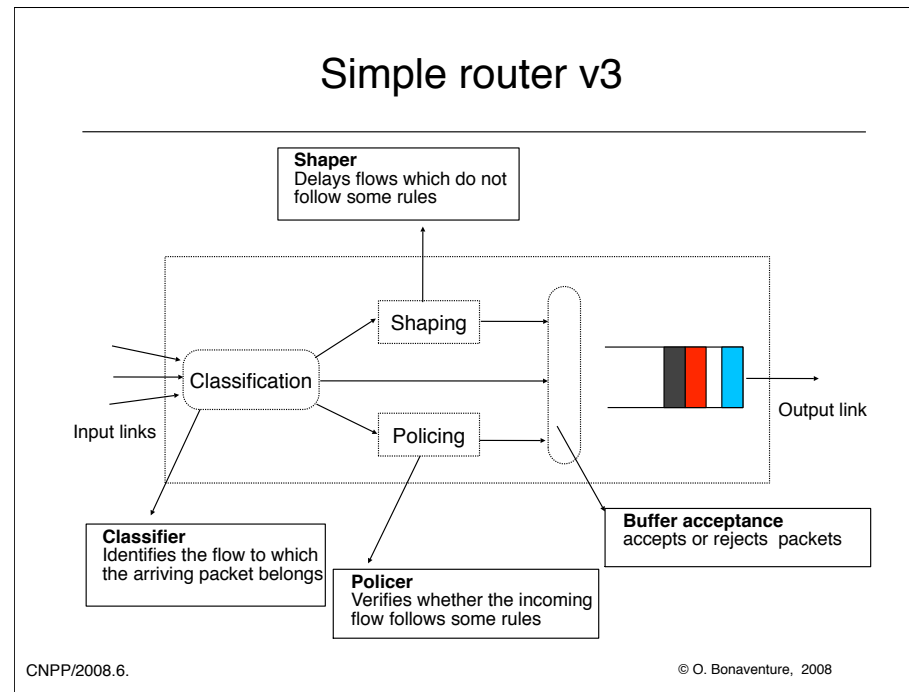 Simple router v3
Shaper
Delays flows which do not
follow some rules
Shaping
Classification
Input links
Policing
Output link
Classifier
Identifies the flow to which
the arriving packet belongs
Policer
Verifies whether the incoming
flow follows some rules
Buffer acceptance
accepts or rejects packets
CNPP/2008.6.
© O. Bonaventure, 2008